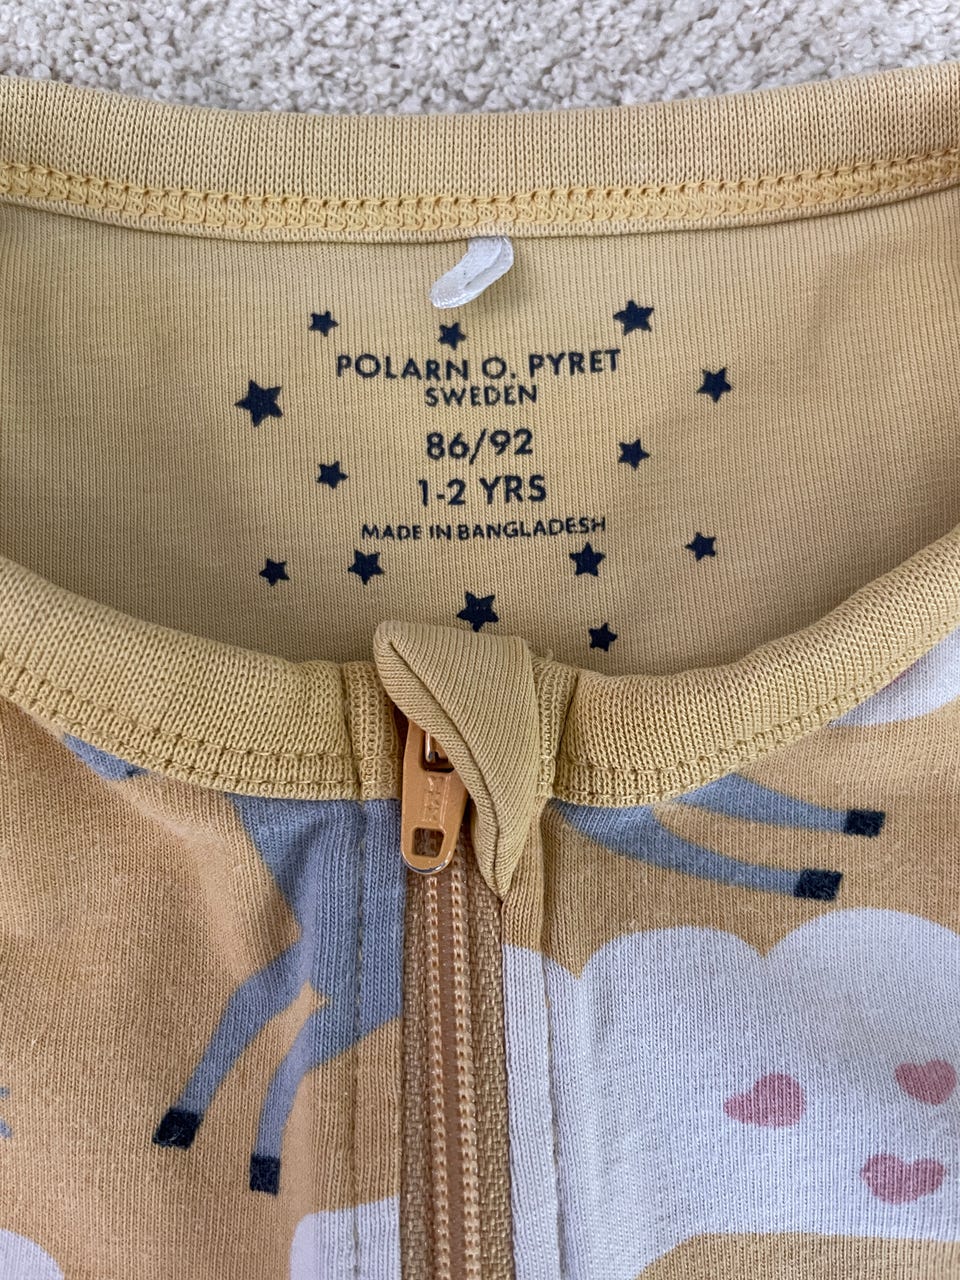 POLARN O. PYRET
SWEDEN
86/92
1-2 YRS
MADE IN BANGLADESH